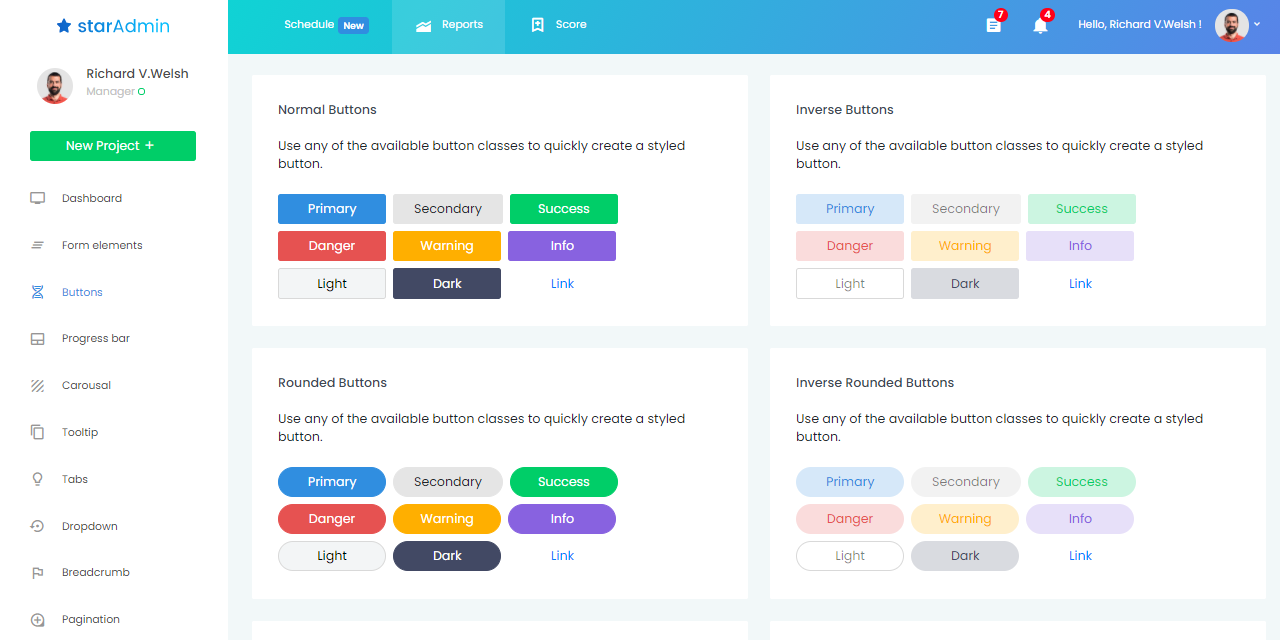 starAdmin
Schedule New
Reports
Score
7
4
Hello, Richard V.Welsh !
Richard V.Welsh
Manager
New Project +
Dashboard
Form elements
Buttons
Progress bar
Carousal
Tooltip
Tabs
Dropdown
Breadcrumb
Pagination
Normal Buttons
Use any of the available button classes to quickly create a styled
button.
Primary Secondary Success
Danger Warning Info
Light Dark Link
Inverse Buttons
Use any of the available button classes to quickly create a styled
button.
Primary Secondary Success
Danger Warning Info
Light Dark Link
Rounded Buttons
Use any of the available button classes to quickly create a styled
button.
Primary Secondary Success
Danger Warning Info
Light Dark Link
Inverse Rounded Buttons
Use any of the available button classes to quickly create a styled
button.
Primary Secondary Success
Danger Warning Info
Light Dark Link